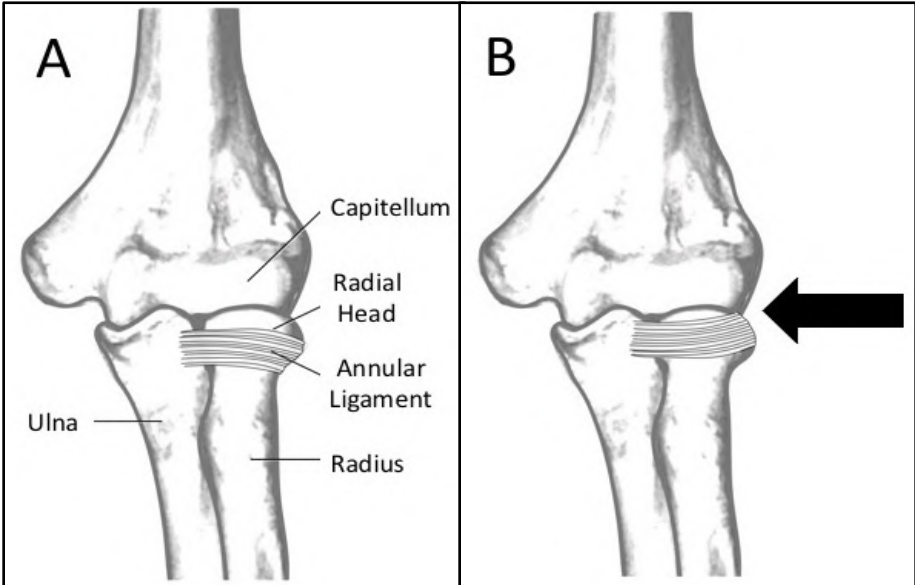 A
B
Capitellum
Radial
Head
Annular
Ligament
Ulna
Radius